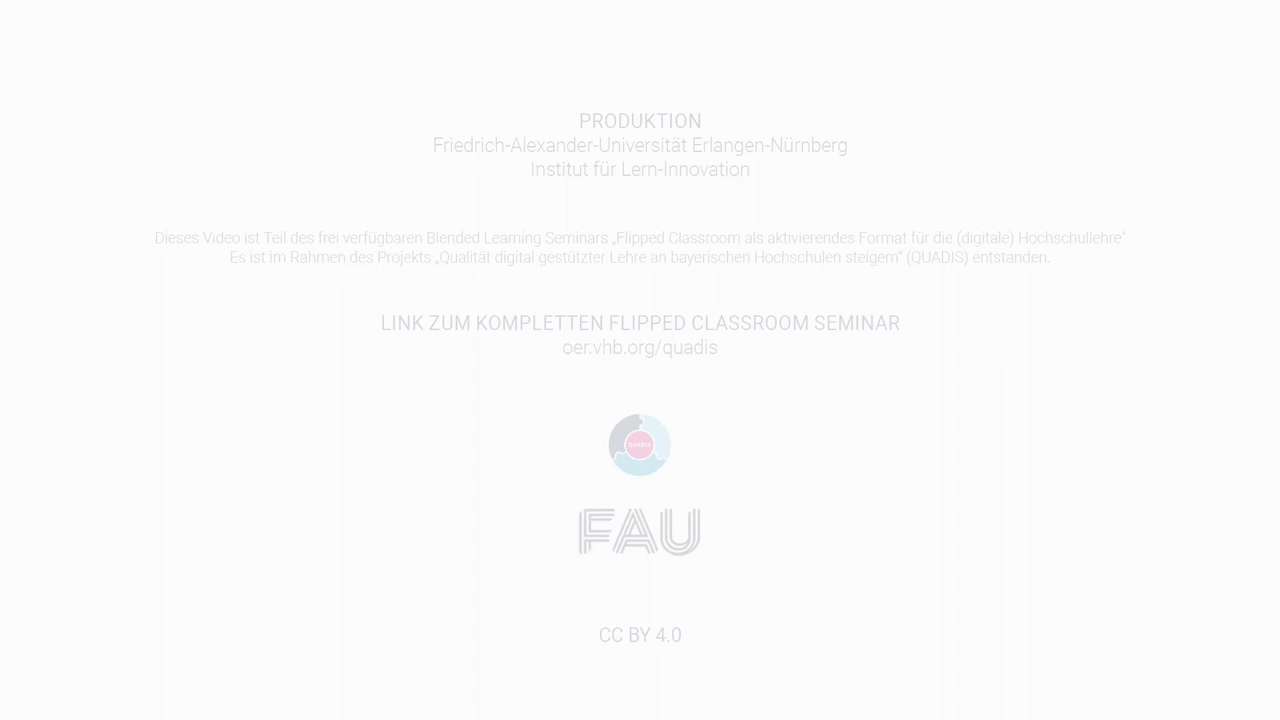 PRODUKTION
Friedrich-Alexander-Universität Erlangen-Nürnberg
Institut für Lern-Innovation
Dieses Video ist Teil des frei verfügbaren Blended Learning Seminars „Flipped Classroom als aktivierendes Format für die (digitale) Hochschullehre“
Es ist im Rahmen des Projekts „Qualität digital gestützter Lehre an bayerischen Hochschulen steigern“ (QUADIS) entstanden.
LINK ZUM KOMPLETTEN FLIPPED CLASSROOM SEMINAR
oer.vhb.org/quadis
QUADIS
FAU
CC BY 4.0